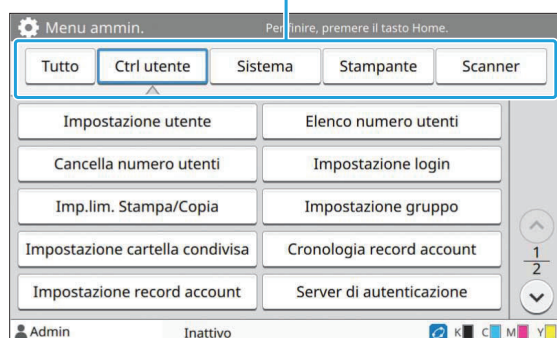 Menu ammin. Per finire, premere il tasto Home.
Tutto Ctrl utente Sistema Stampante Scanner
Impostazione utente Elenco numero utenti
Cancella numero utenti Impostazione login
Imp.lim. Stampa/Copia Impostazione gruppo
Impostazione cartella condivisa Cronologia record account
1
2
Impostazione record account Server di autenticazione
Admin Inattivo K C M Y